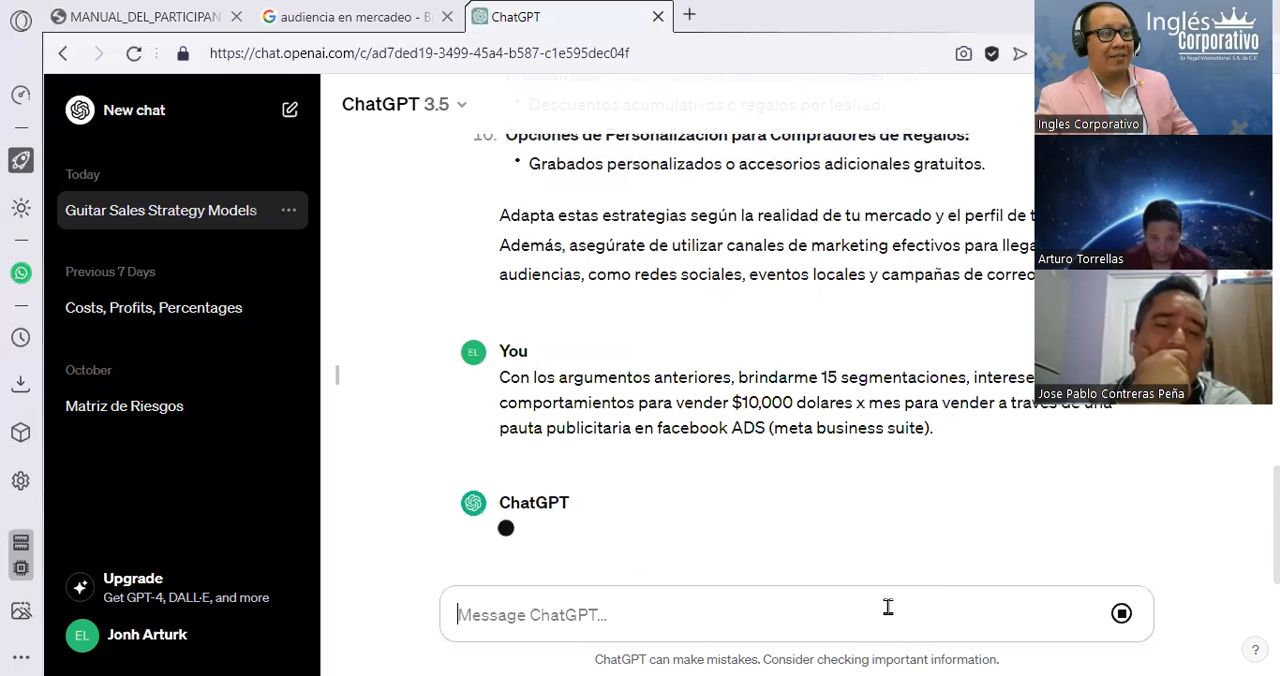 MANUAL_DEL_PARTICIPAN
audiencia en mercadeo - B
ChatGPT
https://chat.openai.com/c/ad7ded19-3499-45a4-b587-c1e595dec04f
New chat
Today
Guitar Sales Strategy Models
Previous 7 Days
Costs, Profits, Percentages
October
Matriz de Riesgos
Upgrade
Get GPT-4, DALL·E, and more
EL
Jonh Arturk
ChatGPT 3.5
Descuentos acumulativos o regalos por lealtad.
10. Opciones de Personalización para Compradores de Regalos:
Grabados personalizados o accesorios adicionales gratuitos.
Adapta estas estrategias según la realidad de tu mercado y el perfil de
Además, asegúrate de utilizar canales de marketing efectivos para
audiencias, como redes sociales, eventos locales y campañas de
EL
You
Con los argumentos anteriores, brindarme 15 segmentaciones,
comportamientos para vender $10,000 dolares x mes para vender a través de una
pauta publicitaria en facebook ADS (meta business suite).
ChatGPT
Message ChatGPT...
ChatGPT can make mistakes. Consider checking important information.
?
Inglés
Corporativo
By Regal International, S.A. de C.V.
Ingles Corporativo
Arturo Torrellas
Jose Pablo Contreras Peña